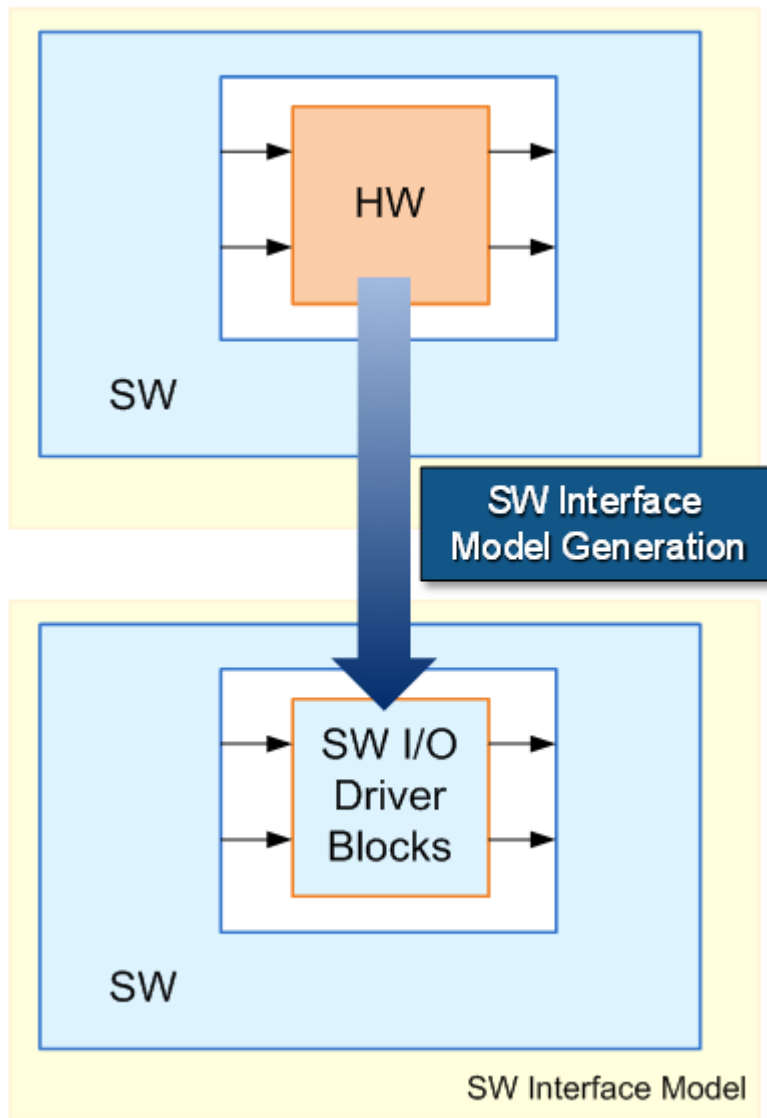 HW
SW
SW Interface
Model Generation
SW I/O
Driver
Blocks
SW
SW Interface Model